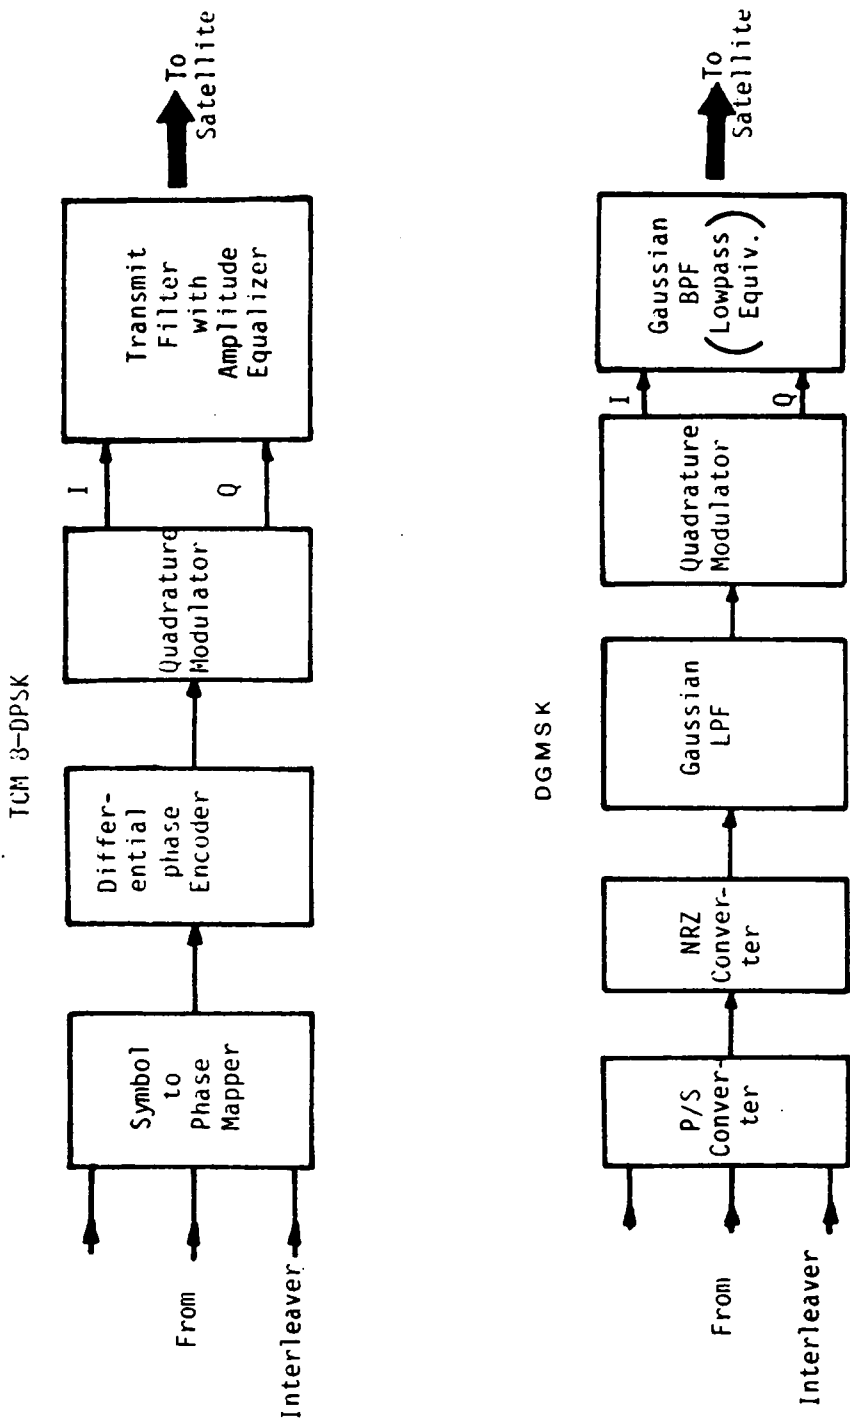 TCM 8-DPSK
From
Interleaver
Symbol
to
Phase
Mapper
Differ-
ential
phase
Encoder
Quadrature
Modulator
I
Q
Transmit
Filter
with
Amplitude
Equalizer
To
Satellite
DGMSK
From
Interleaver
P/S
Conver-
ter
NRZ
Conver-
ter
Gaussian
LPF
Quadrature
Modulator
I
Q
Gaussian
BPF
(Lowpass
Equiv.)
To
Satellite